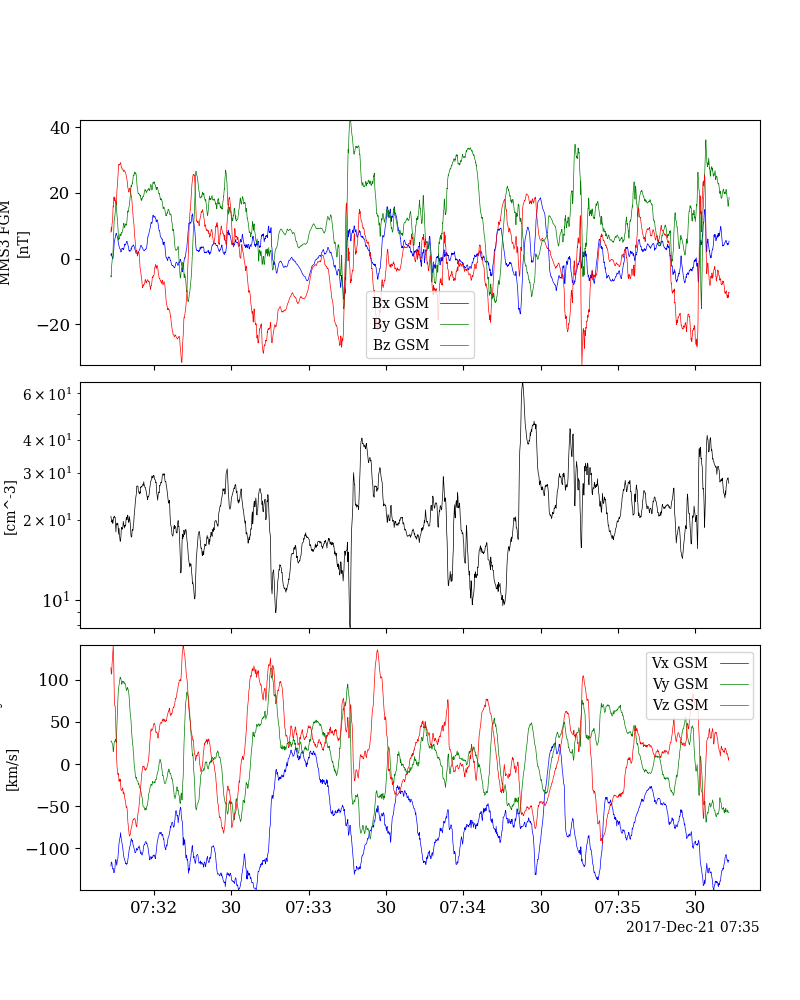 MMS3 FGM
[nT]
40
20
0
−20
Bx GSM
By GSM
Bz GSM
[cm^-3]
6 × 10¹
4 × 10¹
3 × 10¹
2 × 10¹
10¹
[km/s]
100
50
0
−50
−100
Vx GSM
Vy GSM
Vz GSM
07:32 30 07:33 30 07:34 30 07:35 30
2017-Dec-21 07:35